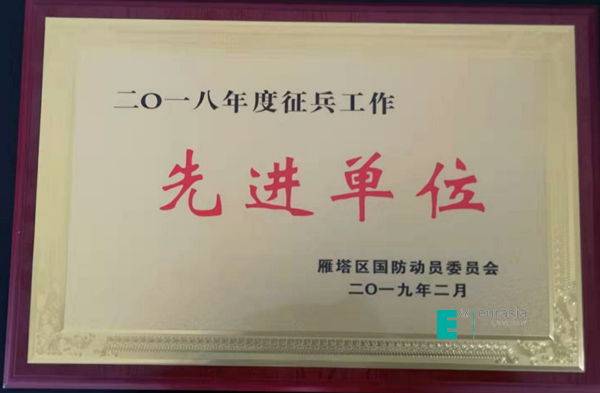 二〇一八年度征兵工作
先进单位
雁塔区国防动员委员会
二〇一九年二月
E